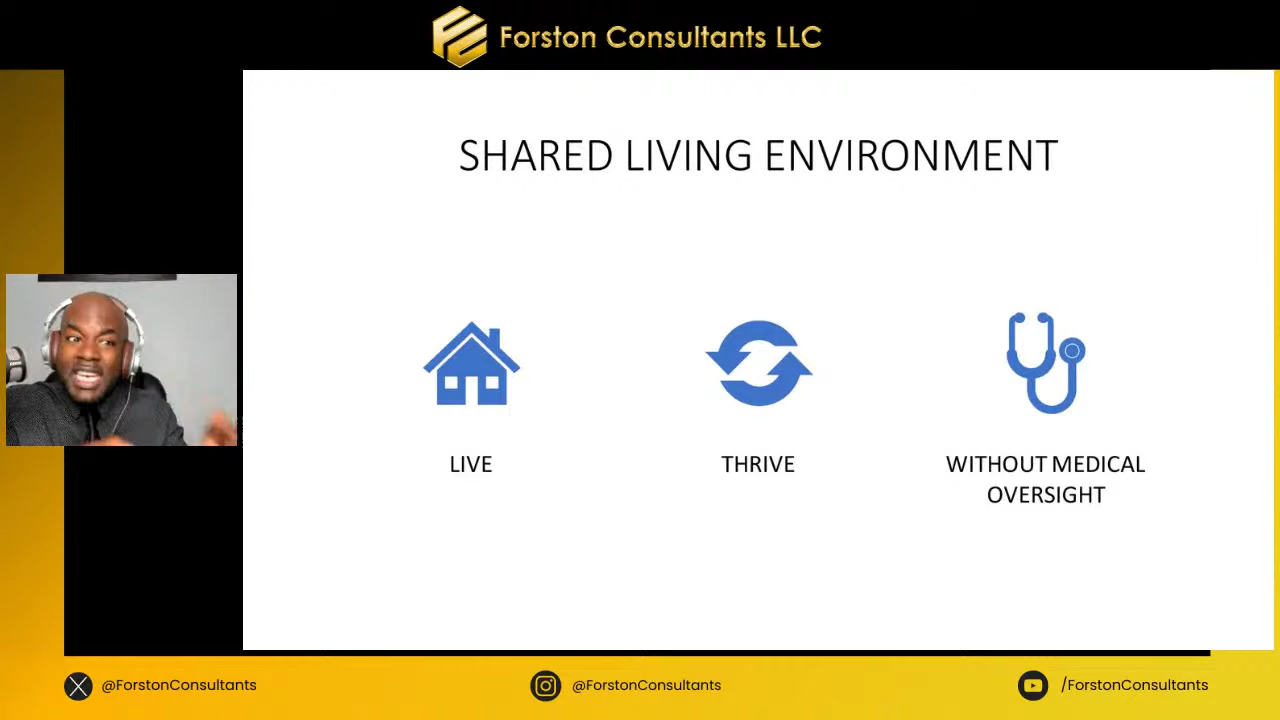 Forston Consultants LLC
SHARED LIVING ENVIRONMENT
LIVE
THRIVE
WITHOUT MEDICAL
OVERSIGHT
@ForstonConsultants
@ForstonConsultants
/ForstonConsultants